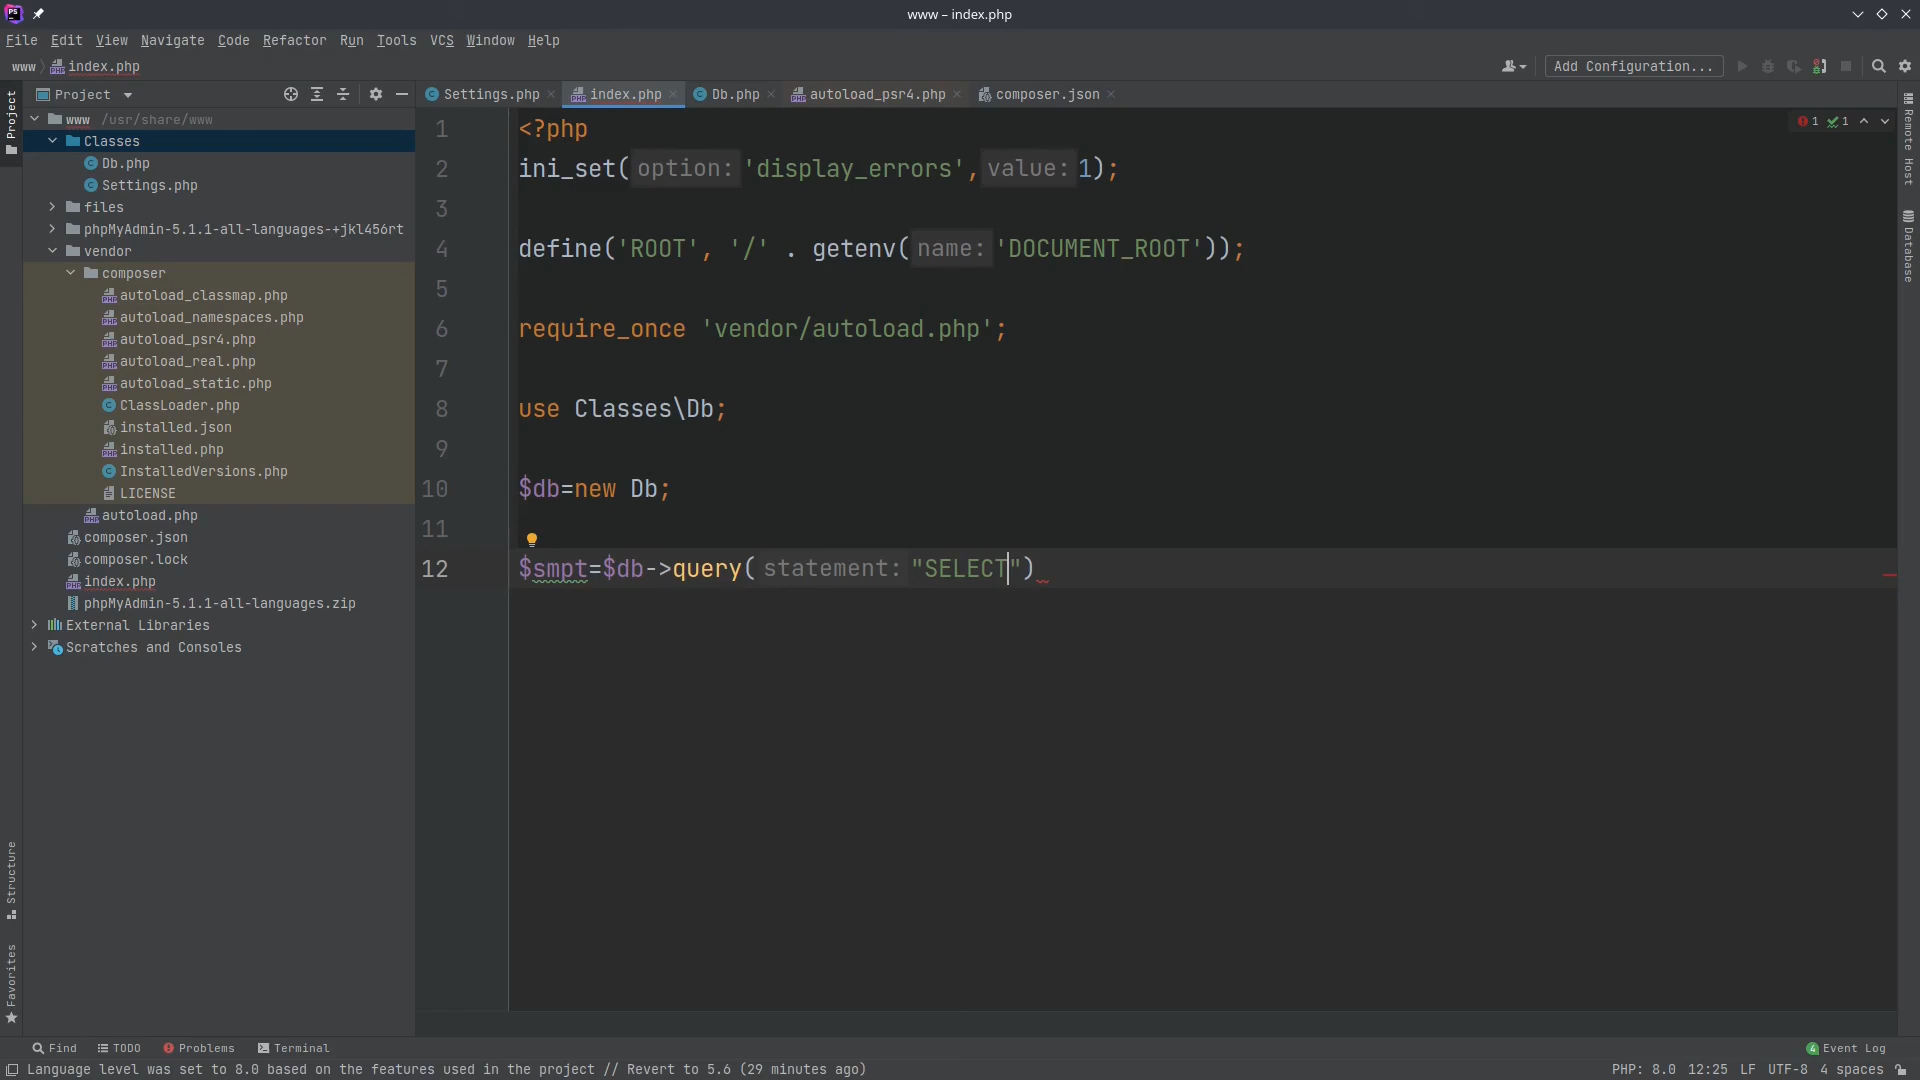 www – index.php
File Edit View Navigate Code Refactor Run Tools VCS Window Help
www index.php Add Configuration...
Project
Settings.php index.php Db.php autoload_psr4.php composer.json
www /usr/share/www
Classes
Db.php
Settings.php
files
phpMyAdmin-5.1.1-all-languages-+jkl456rt
vendor
composer
autoload_classmap.php
autoload_namespaces.php
autoload_psr4.php
autoload_real.php
autoload_static.php
ClassLoader.php
installed.json
installed.php
InstalledVersions.php
LICENSE
autoload.php
composer.json
composer.lock
index.php
phpMyAdmin-5.1.1-all-languages.zip
External Libraries
Scratches and Consoles
1 <?php
2 ini_set( option: 'display_errors', value: 1);
3
4 define('ROOT', '/' . getenv( name: 'DOCUMENT_ROOT'));
5
6 require_once 'vendor/autoload.php';
7
8 use Classes\Db;
9
10 $db=new Db;
11
12 $smpt=$db->query( statement: "SELECT")
1 1
Project
Structure
Favorites
Remote Host
Database
Find TODO Problems Terminal 4 Event Log
Language level was set to 8.0 based on the features used in the project // Revert to 5.6 (29 minutes ago) PHP: 8.0 12:25 LF UTF-8 4 spaces